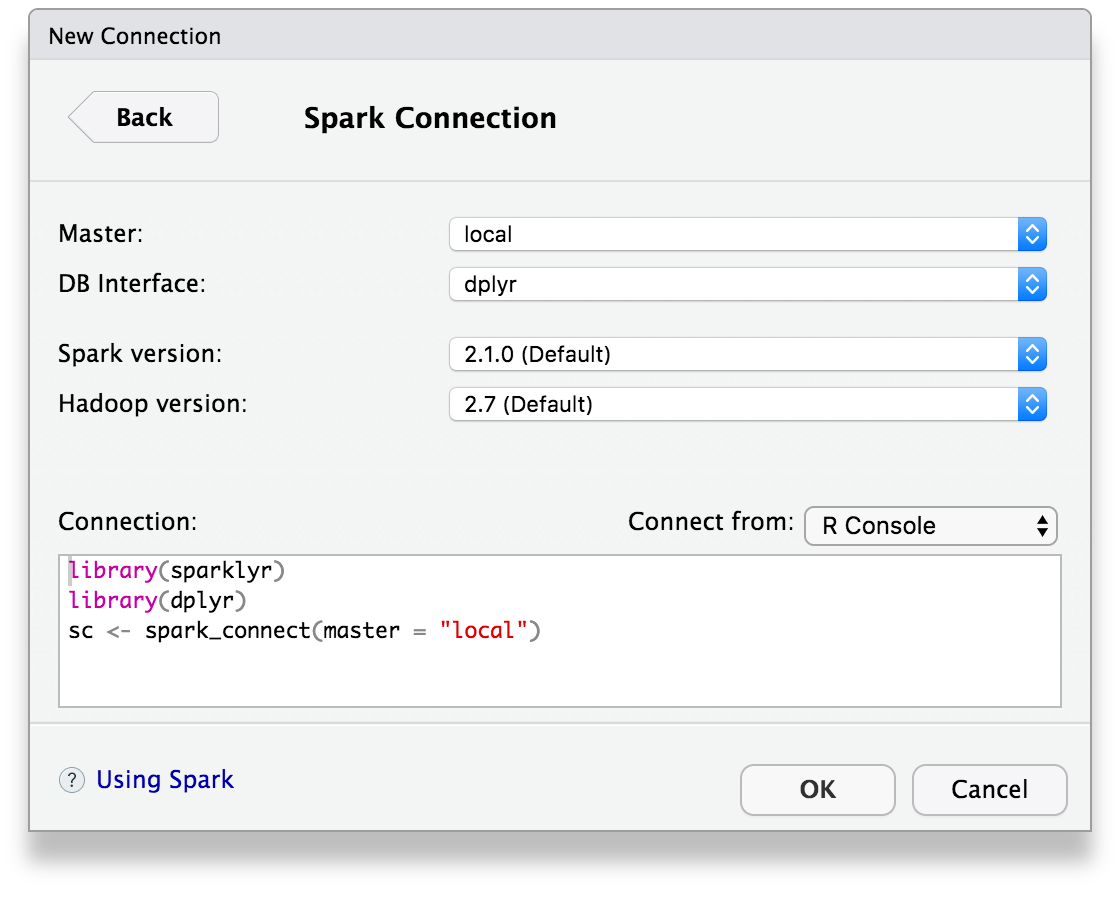 New Connection
Back
Spark Connection
Master: local
DB Interface: dplyr
Spark version: 2.1.0 (Default)
Hadoop version: 2.7 (Default)
Connection: Connect from: R Console
library(sparklyr)
library(dplyr)
sc <- spark_connect(master = "local")
? Using Spark
OK Cancel